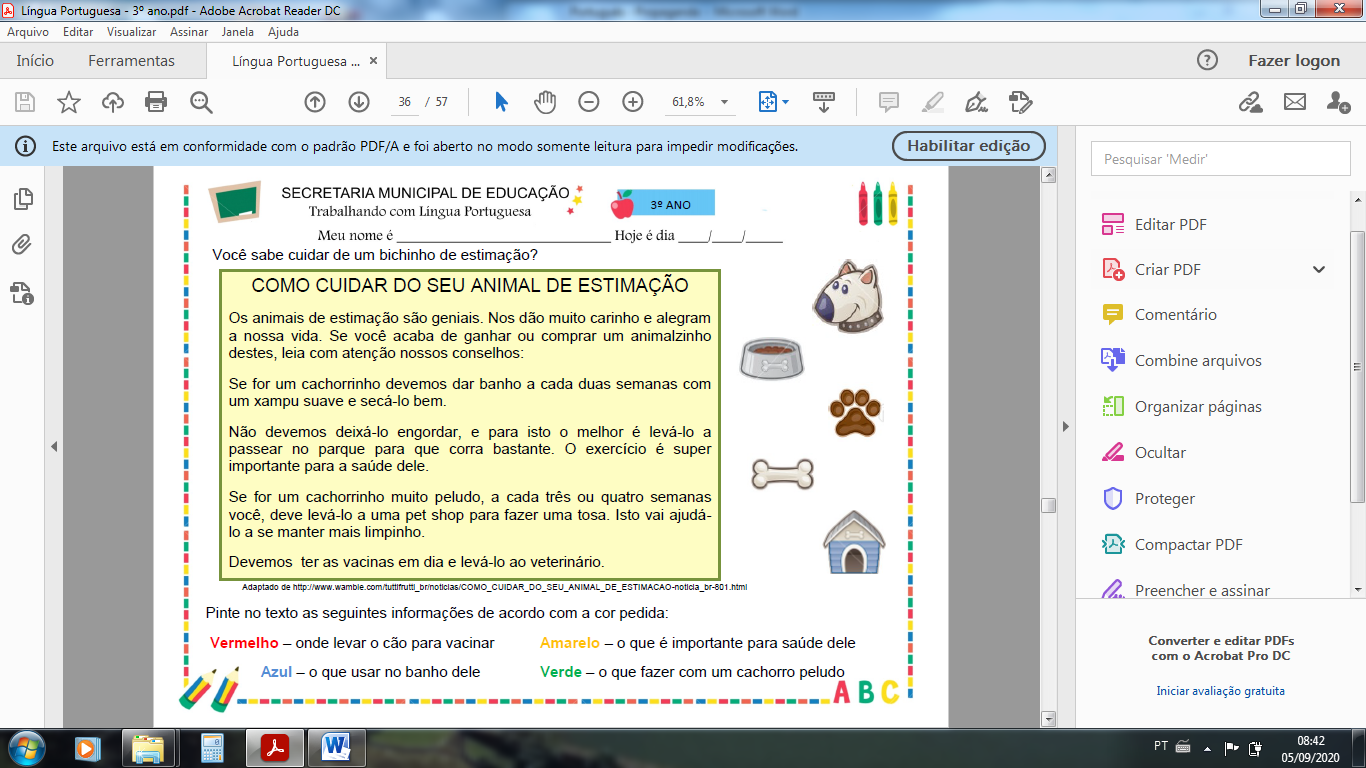 Língua Portuguesa - 3º ano.pdf - Adobe Acrobat Reader DC
Arquivo Editar Visualizar Assinar Janela Ajuda
Início Ferramentas Língua Portuguesa ... × Fazer logon
36 / 57 61,8%
Este arquivo está em conformidade com o padrão PDF/A e foi aberto no modo somente leitura para impedir modificações. Habilitar edição
SECRETARIA MUNICIPAL DE EDUCAÇÃO
Trabalhando com Língua Portuguesa
3º ANO
Meu nome é ____________________________ Hoje é dia ____/____/_____
Você sabe cuidar de um bichinho de estimação?
COMO CUIDAR DO SEU ANIMAL DE ESTIMAÇÃO
Os animais de estimação são geniais. Nos dão muito carinho e alegram
a nossa vida. Se você acaba de ganhar ou comprar um animalzinho
destes, leia com atenção nossos conselhos:
Se for um cachorrinho devemos dar banho a cada duas semanas com
um xampu suave e secá-lo bem.
Não devemos deixá-lo engordar, e para isto o melhor é levá-lo a
passear no parque para que corra bastante. O exercício é super
importante para a saúde dele.
Se for um cachorrinho muito peludo, a cada três ou quatro semanas
você, deve levá-lo a uma pet shop para fazer uma tosa. Isto vai ajudá-
lo a se manter mais limpinho.
Devemos ter as vacinas em dia e levá-lo ao veterinário.
Adaptado de http://www.wambie.com/tuttifrutti_br/noticias/COMO_CUIDAR_DO_SEU_ANIMAL_DE_ESTIMACAO-noticia_br-801.html
Pinte no texto as seguintes informações de acordo com a cor pedida:
Vermelho – onde levar o cão para vacinar Amarelo – o que é importante para saúde dele
Azul – o que usar no banho dele Verde – o que fazer com um cachorro peludo
A B C
Pesquisar 'Medir'
Editar PDF
Criar PDF
Comentário
Combine arquivos
Organizar páginas
Ocultar
Proteger
Compactar PDF
Preencher e assinar
Converter e editar PDFs
com o Acrobat Pro DC
Iniciar avaliação gratuita
PT 08:42
05/09/2020